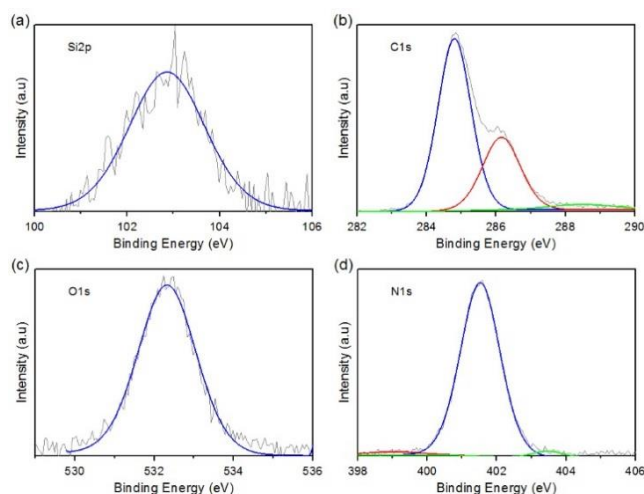 (a)
Si2p
Intensity (a.u)
100 102 104 106
Binding Energy (eV)
(b)
C1s
Intensity (a.u)
282 284 286 288 290
Binding Energy (eV)
(c)
O1s
Intensity (a.u)
530 532 534 536
Binding Energy (eV)
(d)
N1s
Intensity (a.u)
398 400 402 404 406
Binding Energy (eV)